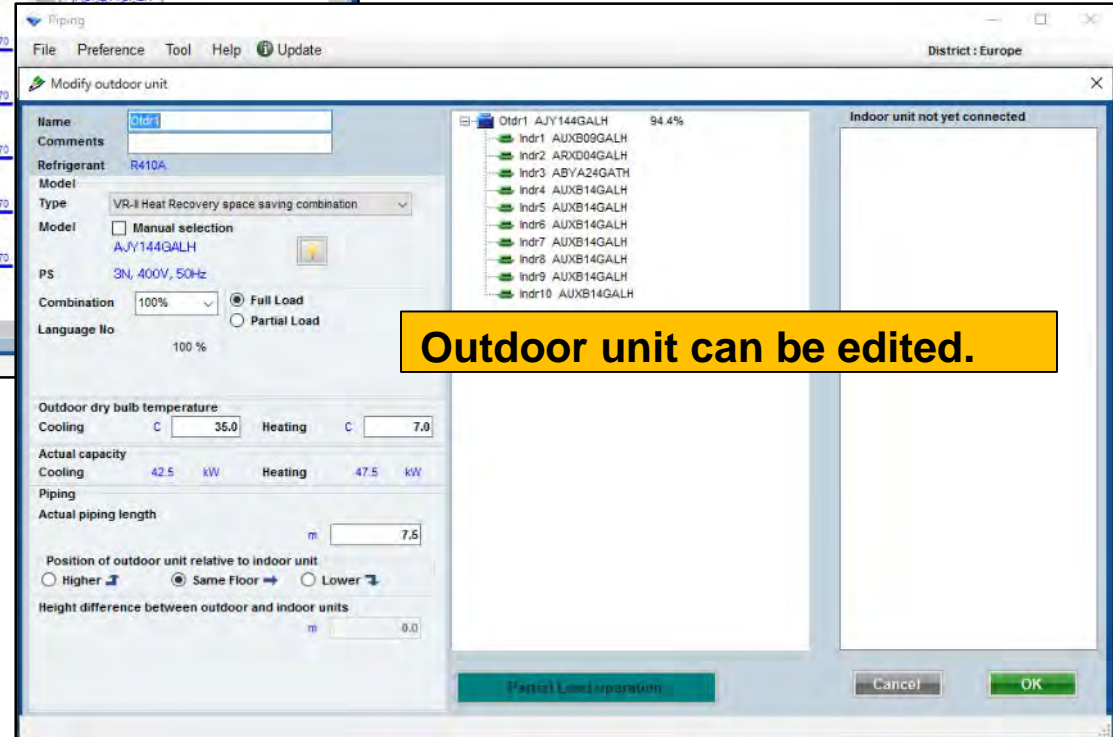 Piping
File Preference Tool Help Update District : Europe
Modify outdoor unit
Name Otdr1
Comments
Refrigerant R410A
Model
Type VR-II Heat Recovery space saving combination
Model Manual selection
AJY144GALH
PS 3N, 400V, 50Hz
Combination 100% Full Load
Partial Load
Language No
100 %
Outdoor dry bulb temperature
Cooling C 35.0 Heating C 7.0
Actual capacity
Cooling 42.5 kW Heating 47.5 kW
Piping
Actual piping length
m 7.5
Position of outdoor unit relative to indoor unit
Higher Same Floor Lower
Height difference between outdoor and indoor units
m 0.0
Otdr1 AJY144GALH 94.4%
Indr1 AUXB09GALH
Indr2 ARXD04GALH
Indr3 ABYA24GATH
Indr4 AUXB14GALH
Indr5 AUXB14GALH
Indr6 AUXB14GALH
Indr7 AUXB14GALH
Indr8 AUXB14GALH
Indr9 AUXB14GALH
Indr10 AUXB14GALH
Outdoor unit can be edited.
Partial Load operation
Indoor unit not yet connected
Cancel OK
70
70
70
70
70